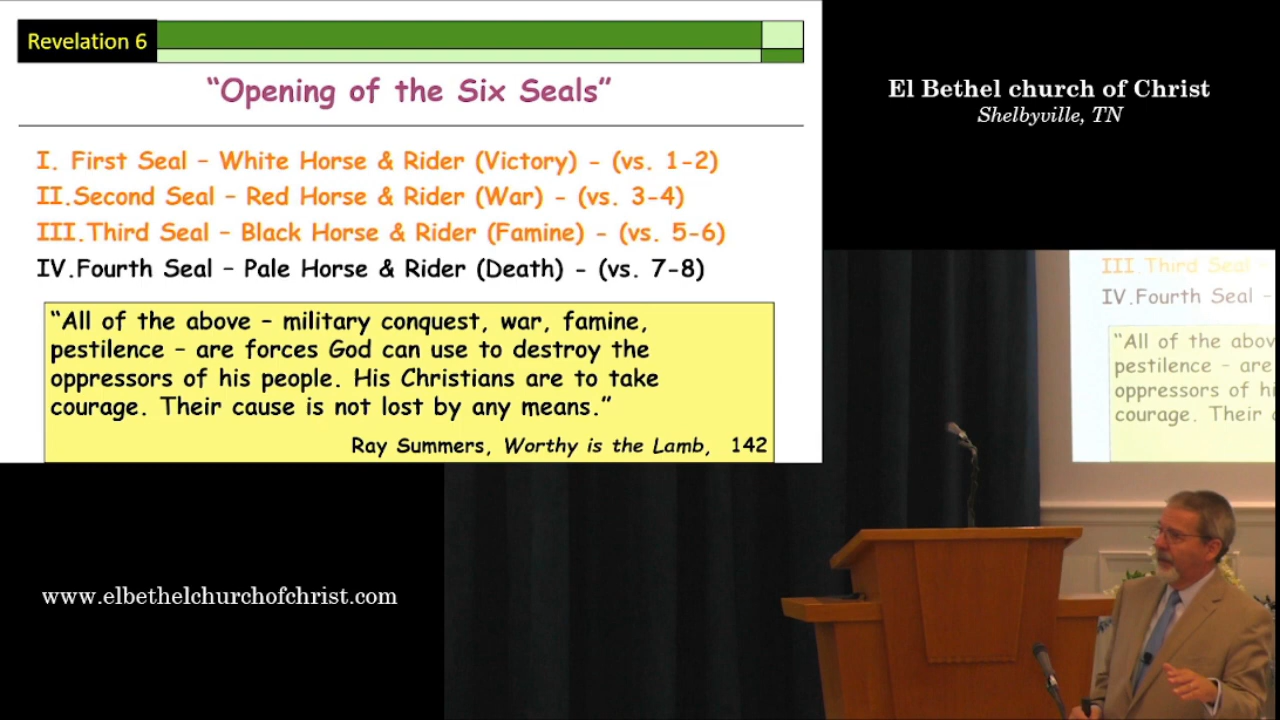 Revelation 6
“Opening of the Six Seals”
I. First Seal – White Horse & Rider (Victory) - (vs. 1-2)
II.Second Seal – Red Horse & Rider (War) - (vs. 3-4)
III.Third Seal – Black Horse & Rider (Famine) - (vs. 5-6)
IV.Fourth Seal – Pale Horse & Rider (Death) - (vs. 7-8)
“All of the above – military conquest, war, famine,
pestilence – are forces God can use to destroy the
oppressors of his people. His Christians are to take
courage. Their cause is not lost by any means.”
Ray Summers, Worthy is the Lamb, 142
El Bethel church of Christ
Shelbyville, TN
III.Third Seal –
IV.Fourth Seal –
“All of the abov
pestilence – are
oppressors of hi
courage. Their c
www.elbethelchurchofchrist.com